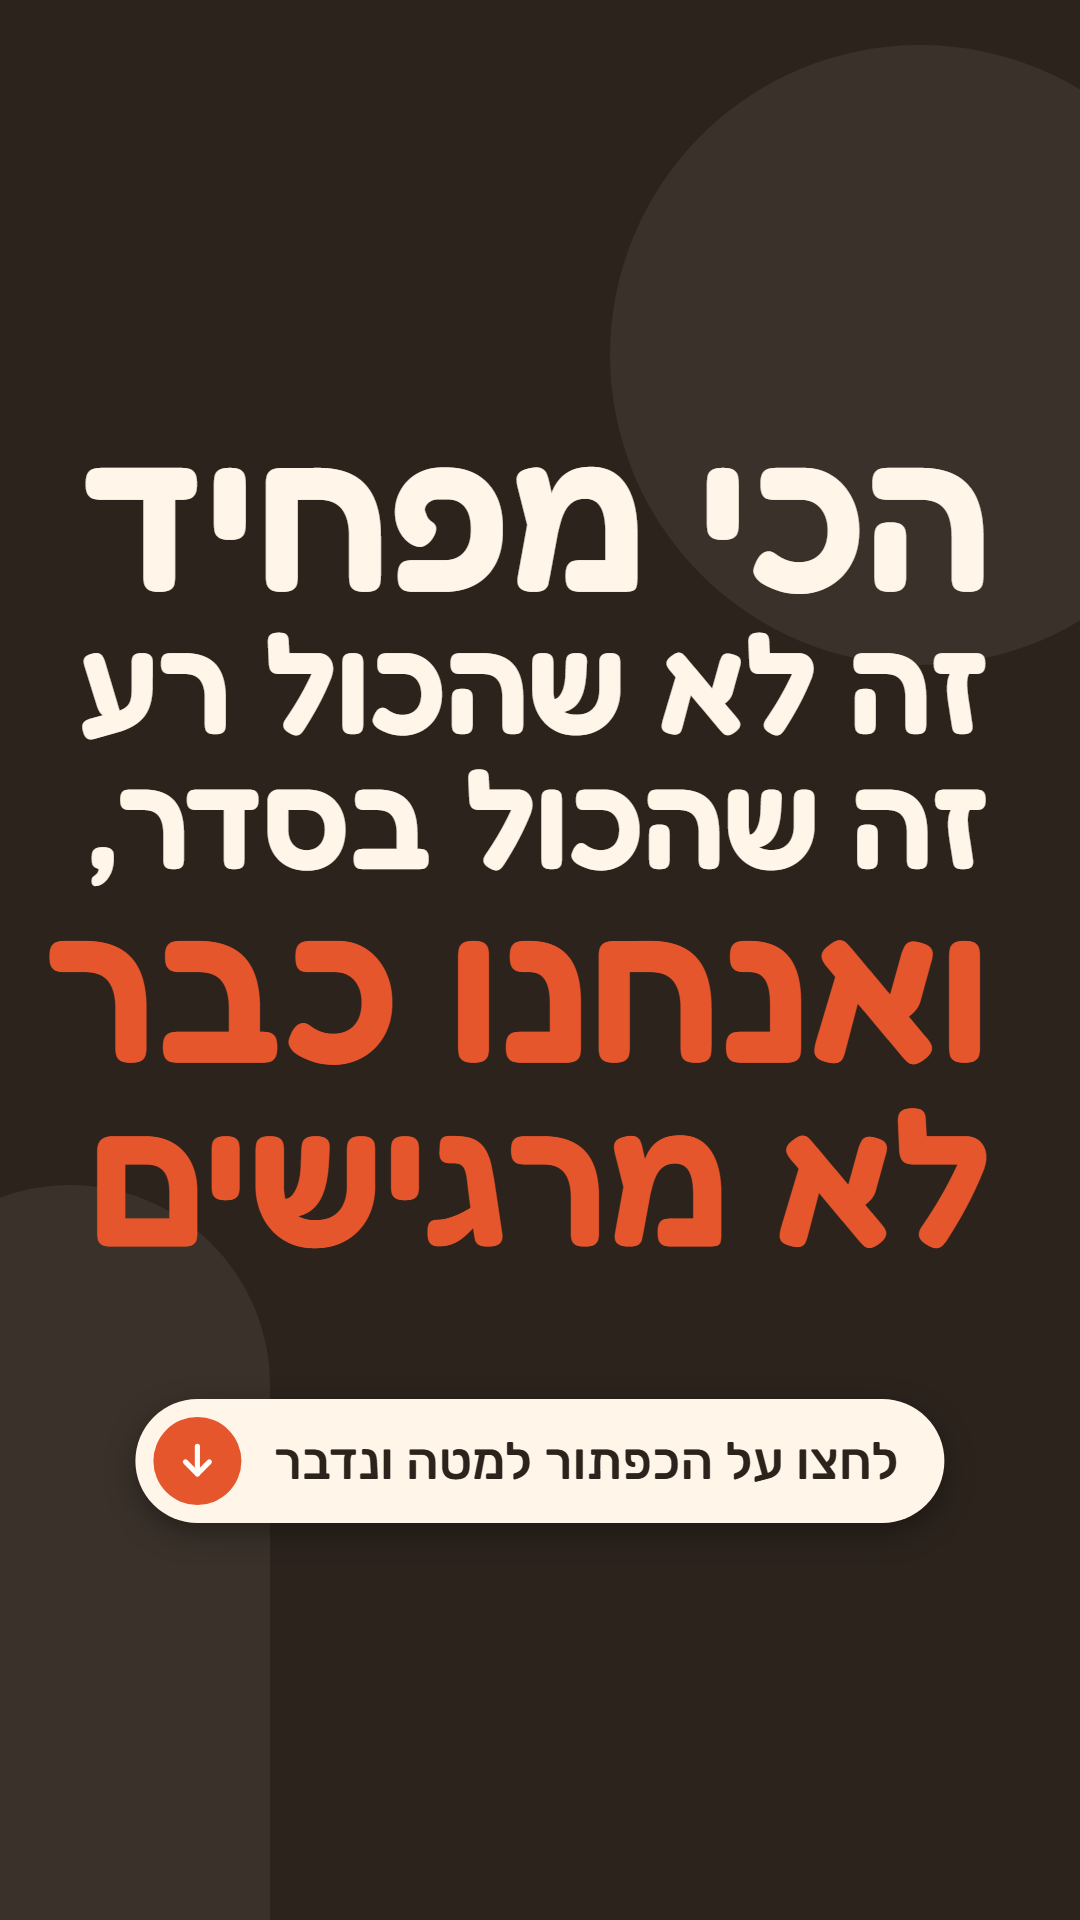 הכי מפחיד
זה לא שהכול רע
זה שהכול בסדר,
ואנחנו כבר
לא מרגישים
לחצו על הכפתור למטה ונדבר